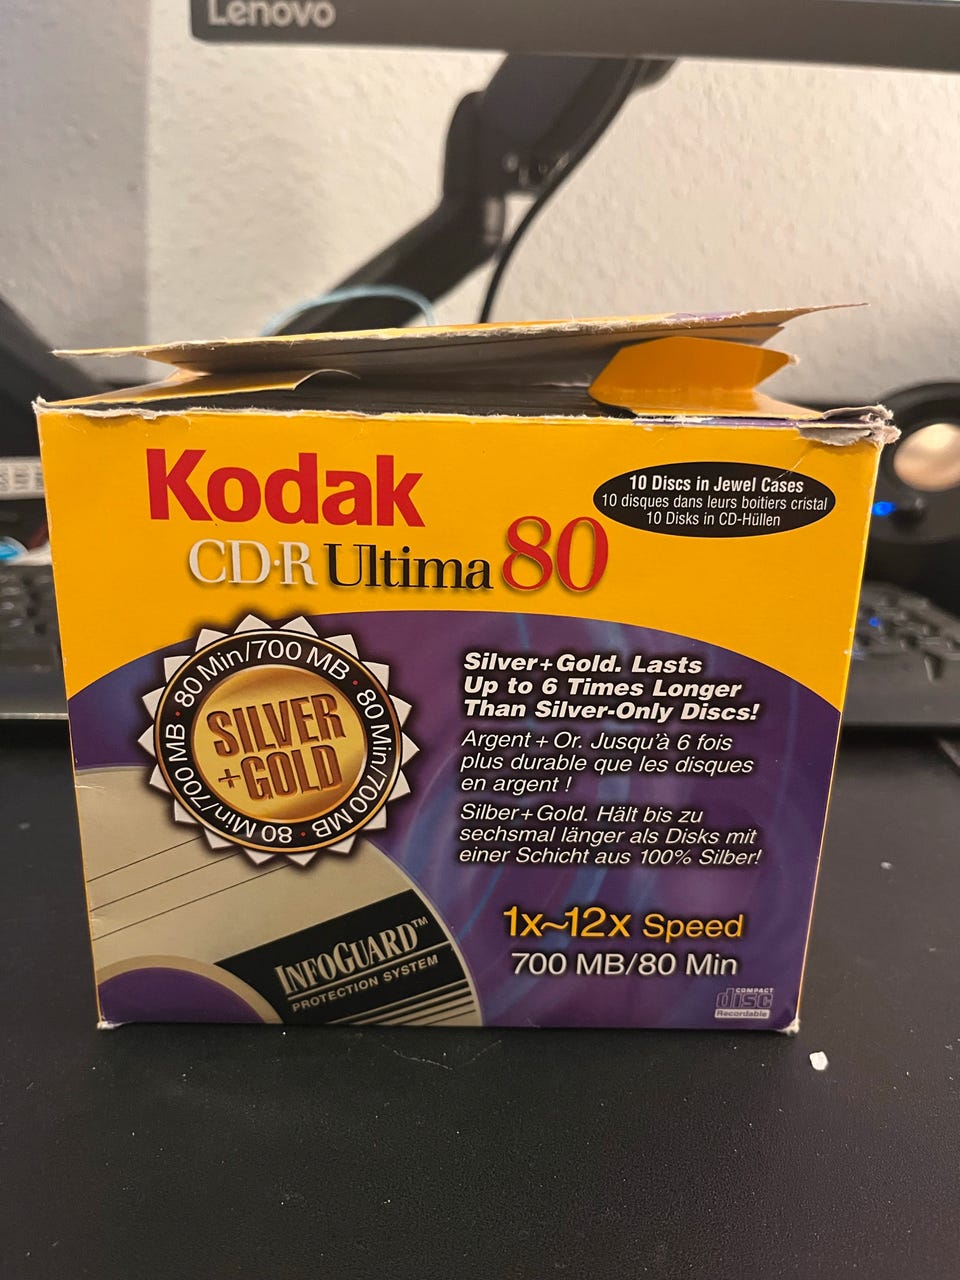 Lenovo
Kodak
CD-R Ultima 80
10 Discs in Jewel Cases
10 disques dans leurs boitiers cristal
10 Disks in CD-Hüllen
80 Min/700 MB • 80 Min/700 MB • 80 Min/700 MB •
SILVER
+GOLD
Silver+Gold. Lasts
Up to 6 Times Longer
Than Silver-Only Discs!
Argent + Or. Jusqu'à 6 fois
plus durable que les disques
en argent !
Silber+Gold. Hält bis zu
sechsmal länger als Disks mit
einer Schicht aus 100% Silber!
INFOGUARD™
PROTECTION SYSTEM
1x~12x Speed
700 MB/80 Min
COMPACT
disc
Recordable